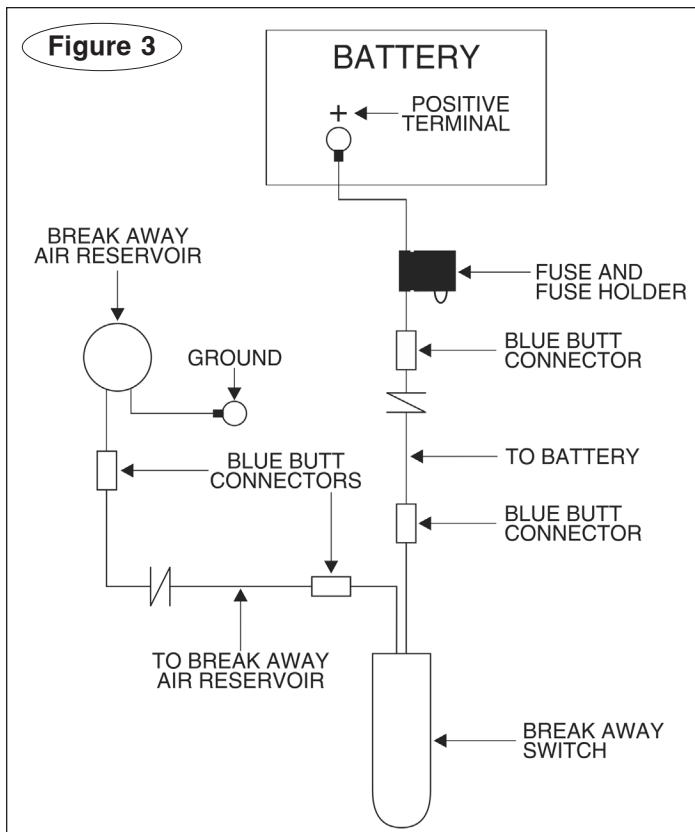 Figure 3
BATTERY
+
POSITIVE
TERMINAL
BREAK AWAY
AIR RESERVOIR
FUSE AND
FUSE HOLDER
GROUND
BLUE BUTT
CONNECTOR
BLUE BUTT
CONNECTORS
TO BATTERY
BLUE BUTT
CONNECTOR
TO BREAK AWAY
AIR RESERVOIR
BREAK AWAY
SWITCH